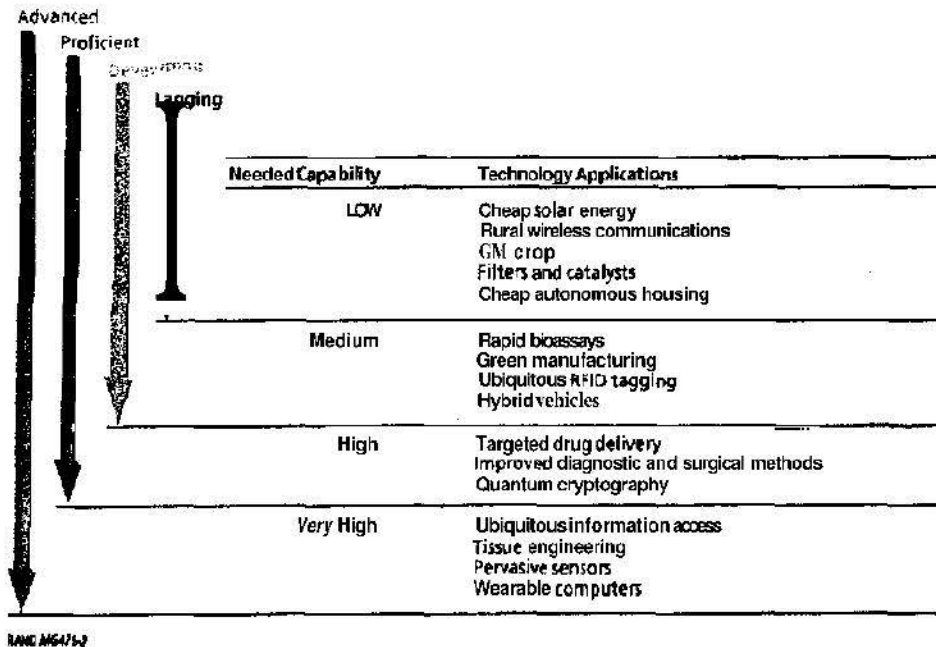 Advanced
Proficient
Lagging
Needed Capability Technology Applications
LOW Cheap solar energy
Rural wireless communications
GM crop
Filters and catalysts
Cheap autonomous housing
Medium Rapid bioassays
Green manufacturing
Ubiquitous RFID tagging
Hybrid vehicles
High Targeted drug delivery
Improved diagnostic and surgical methods
Quantum cryptography
Very High Ubiquitous information access
Tissue engineering
Pervasive sensors
Wearable computers
RAND